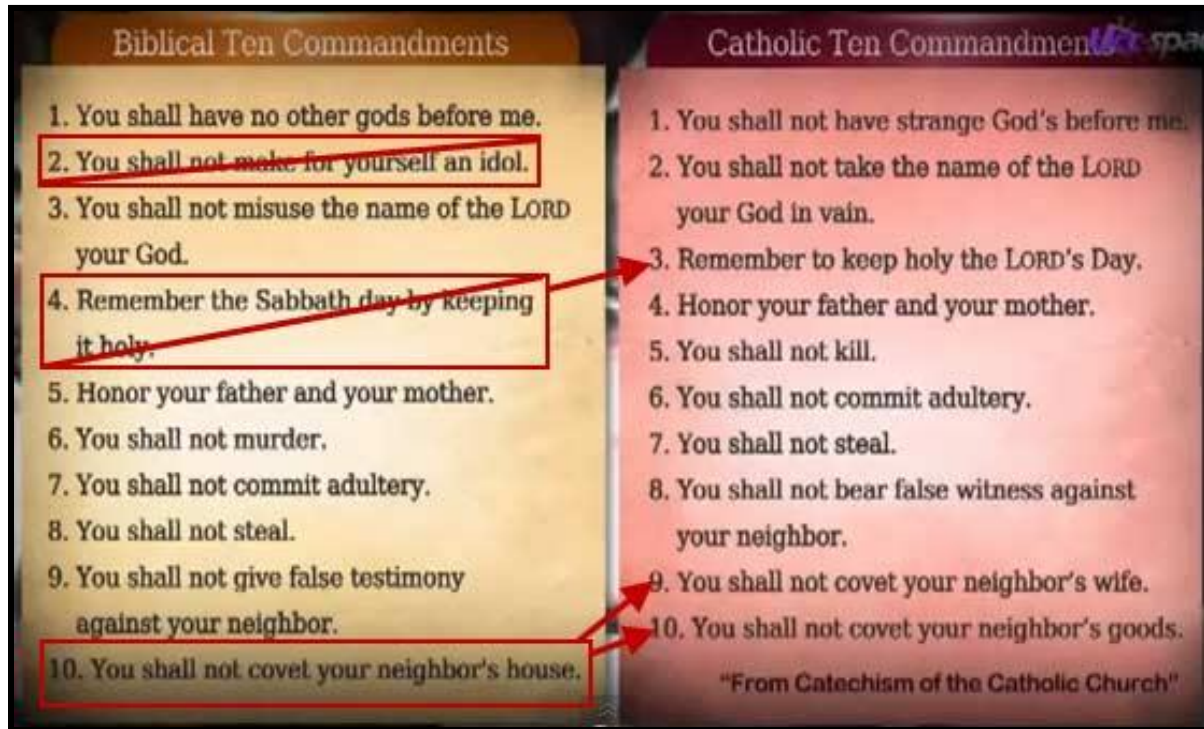 Biblical Ten Commandments
1. You shall have no other gods before me.
2. You shall not make for yourself an idol.
3. You shall not misuse the name of the LORD
your God.
4. Remember the Sabbath day by keeping
it holy.
5. Honor your father and your mother.
6. You shall not murder.
7. You shall not commit adultery.
8. You shall not steal.
9. You shall not give false testimony
against your neighbor.
10. You shall not covet your neighbor's house.
Catholic Ten Commandments
1. You shall not have strange God's before me.
2. You shall not take the name of the LORD
your God in vain.
3. Remember to keep holy the LORD's Day.
4. Honor your father and your mother.
5. You shall not kill.
6. You shall not commit adultery.
7. You shall not steal.
8. You shall not bear false witness against
your neighbor.
9. You shall not covet your neighbor's wife.
10. You shall not covet your neighbor's goods.
"From Catechism of the Catholic Church"